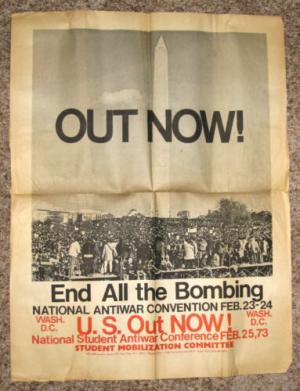 OUT NOW!
End All the Bombing
NATIONAL ANTIWAR CONVENTION FEB. 23-24
WASH. D.C.
U.S. Out NOW!
WASH. D.C.
National Student Antiwar Conference FEB. 25, 73
STUDENT MOBILIZATION COMMITTEE